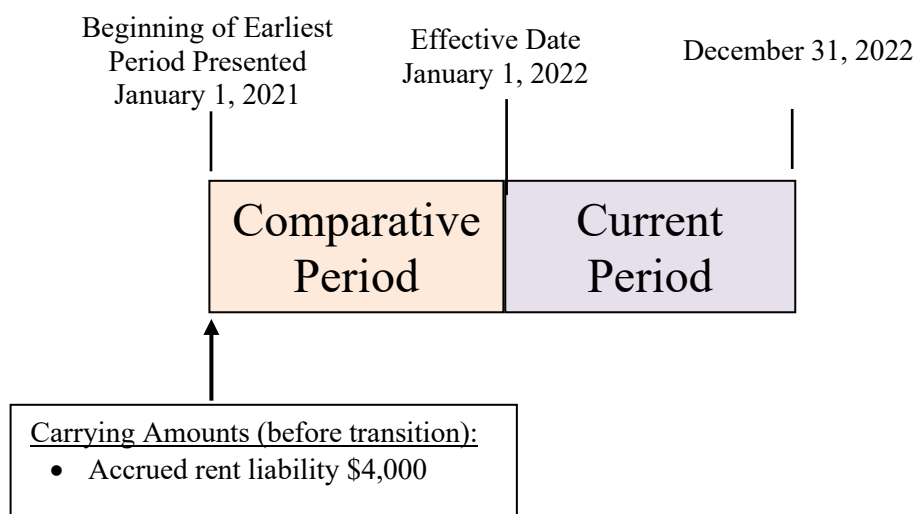 Beginning of Earliest
Period Presented
January 1, 2021
Effective Date
January 1, 2022
December 31, 2022
Comparative
Period
Current
Period
Carrying Amounts (before transition):
• Accrued rent liability $4,000